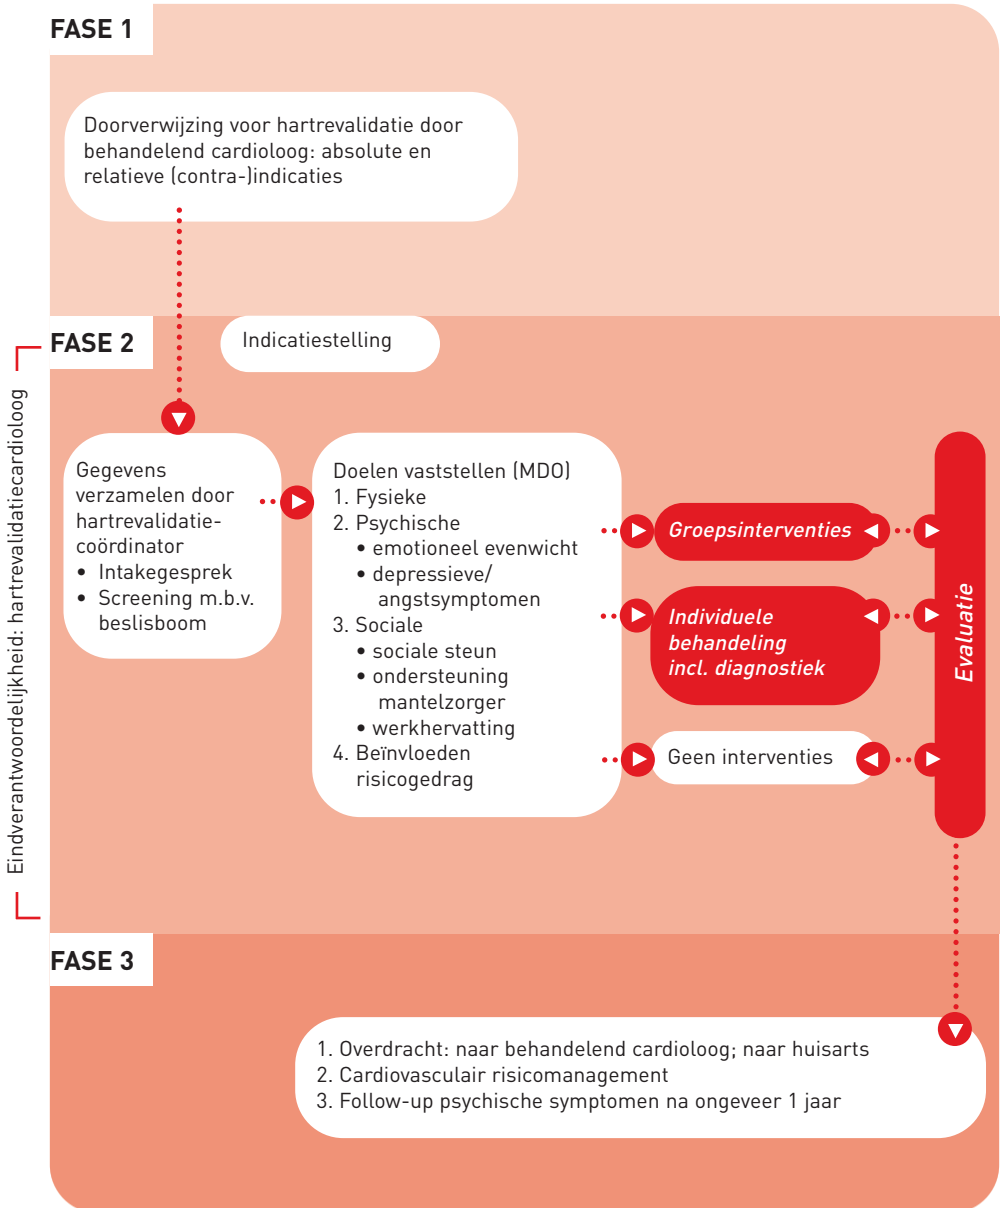 FASE 1
Doorverwijzing voor hartrevalidatie door
behandelend cardioloog: absolute en
relatieve (contra-)indicaties
FASE 2
Indicatiestelling
Eindverantwoordelijkheid: hartrevalidatiecardioloog
Gegevens
verzamelen door
hartrevalidatie-
coördinator
• Intakegesprek
• Screening m.b.v.
beslisboom
Doelen vaststellen (MDO)
1. Fysieke
2. Psychische
• emotioneel evenwicht
• depressieve/
angstsymptomen
3. Sociale
• sociale steun
• ondersteuning
mantelzorger
• werkhervatting
4. Beïnvloeden
risicogedrag
Groepsinterventies
Individuele
behandeling
incl. diagnostiek
Geen interventies
Evaluatie
FASE 3
1. Overdracht: naar behandelend cardioloog; naar huisarts
2. Cardiovasculair risicomanagement
3. Follow-up psychische symptomen na ongeveer 1 jaar